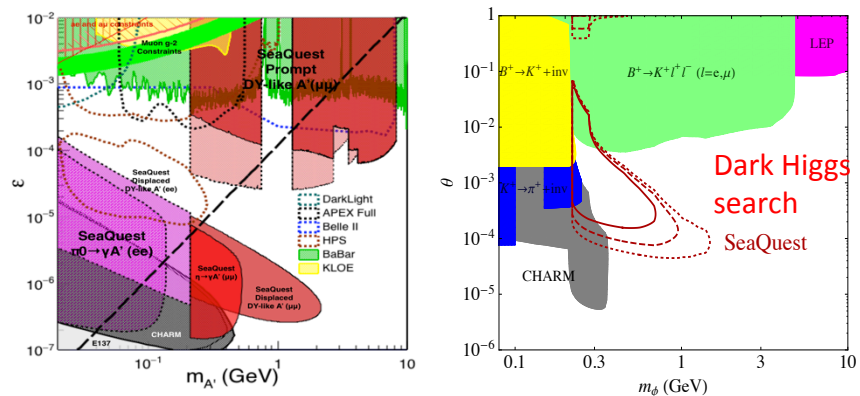 ae and aμ constraints
Muon g-2
Constraints
SeaQuest
Prompt
DY-like A'(μμ)
SeaQuest
Displaced
DY-like A' (ee)
SeaQuest
π0→γA' (ee)
SeaQuest
η→γA' (μμ)
SeaQuest
Displaced
DY-like A' (μμ)
CHARM
E137
DarkLight
APEX Full
Belle II
HPS
BaBar
KLOE
10⁻²
10⁻³
10⁻⁴
10⁻⁵
10⁻⁶
10⁻⁷
ε
10⁻¹
1
10
m_A' (GeV)
1
10⁻¹
10⁻²
10⁻³
10⁻⁴
10⁻⁵
10⁻⁶
θ
B⁺→K⁺+inv
B⁺→K⁺l⁺l⁻ (l=e,μ)
LEP
K⁺→π⁺+inv
Dark Higgs
search
SeaQuest
CHARM
0.1
0.3
1
3
10
m_ϕ (GeV)